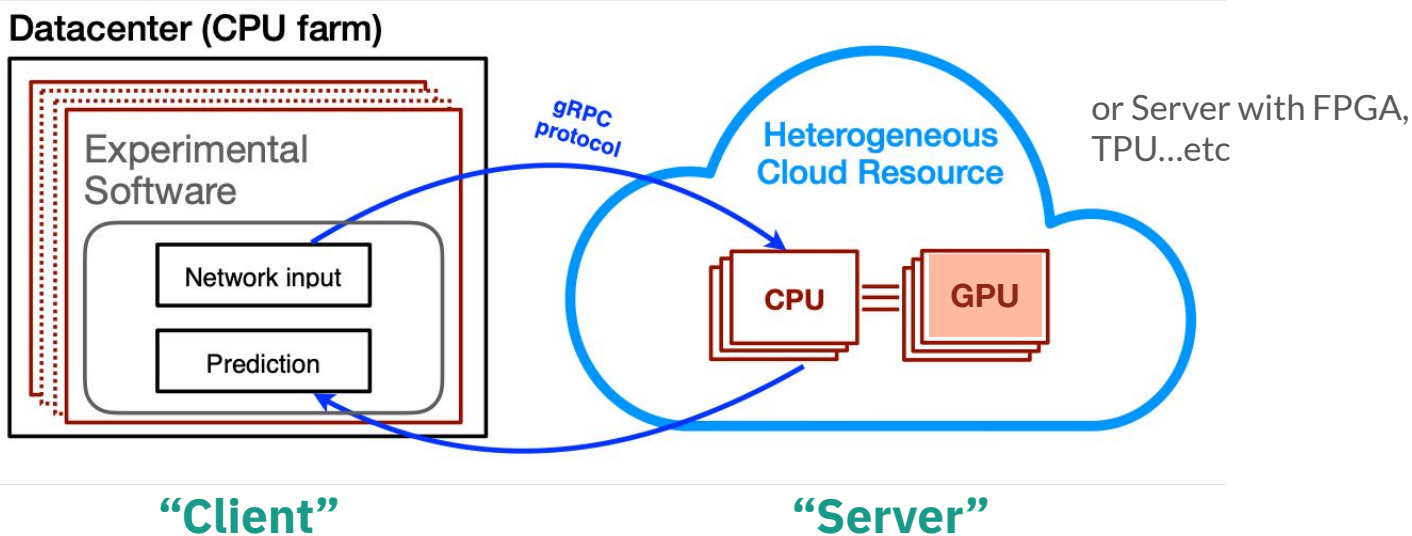 Datacenter (CPU farm)
Experimental
Software
Network input
Prediction
gRPC
protocol
Heterogeneous
Cloud Resource
CPU
GPU
or Server with FPGA,
TPU...etc
“Client”
“Server”